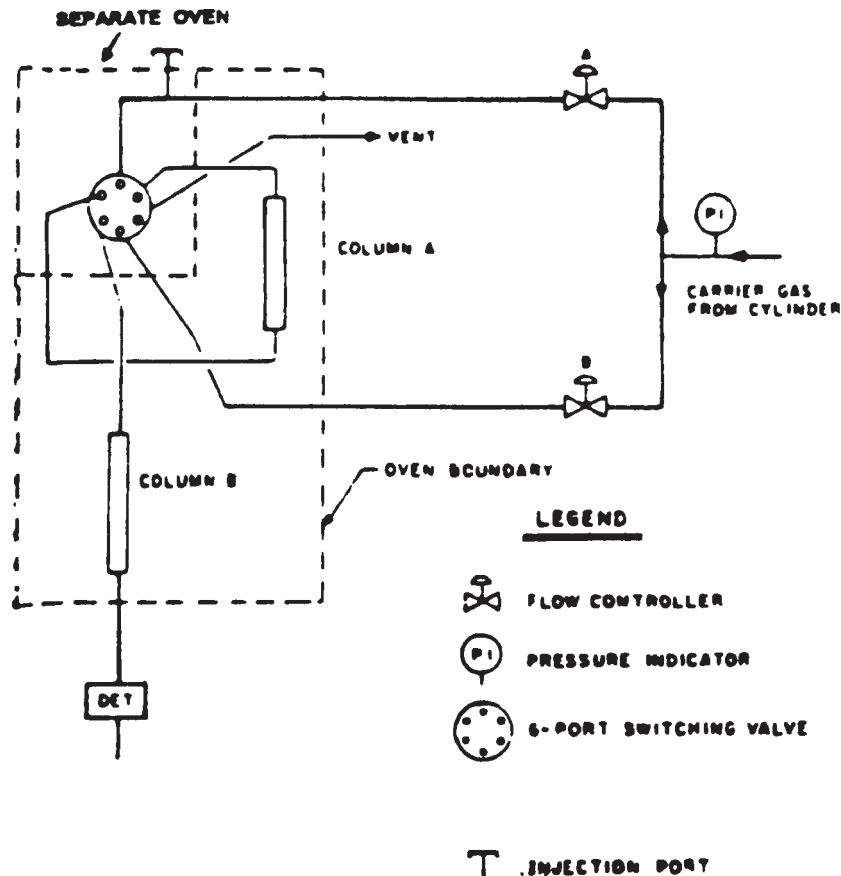 SEPARATE OVEN
A
VENT
PI
COLUMN A
CARRIER GAS
FROM CYLINDER
B
COLUMN B
OVEN BOUNDARY
LEGEND
FLOW CONTROLLER
DET
PI
PRESSURE INDICATOR
6-PORT SWITCHING VALVE
INJECTION PORT